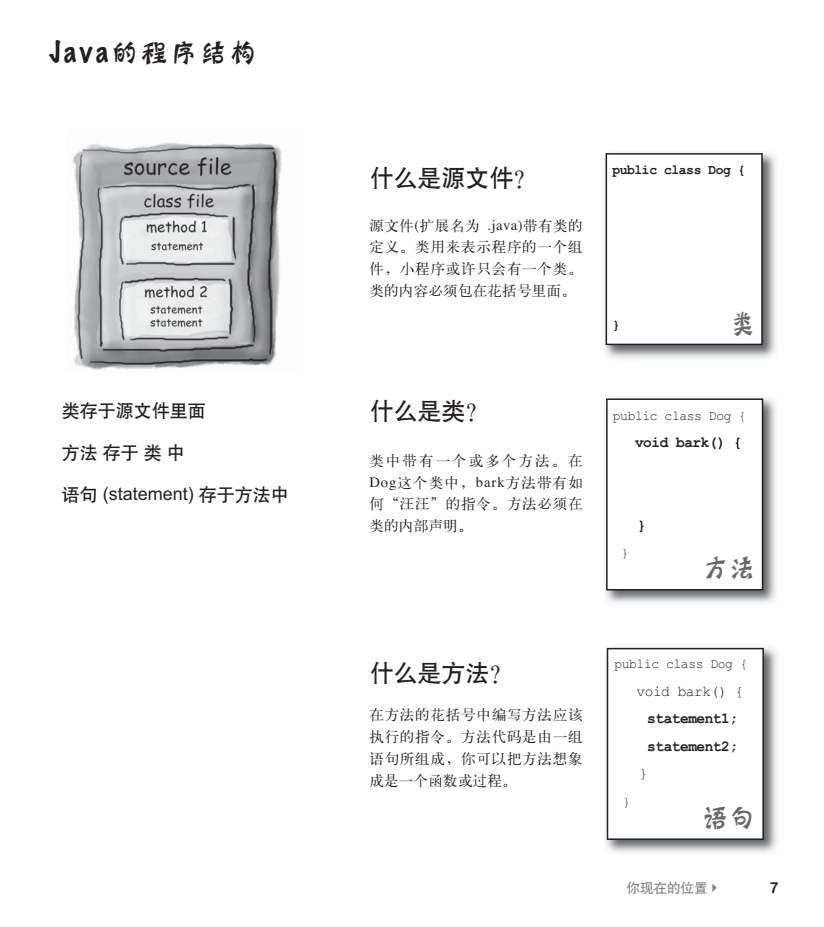 Java的程序结构
source file
class file
method 1
statement
method 2
statement
statement
类存于源文件里面
方法 存于 类 中
语句 (statement) 存于方法中
什么是源文件?
源文件(扩展名为 .java)带有类的
定义。类用来表示程序的一个组
件，小程序或许只会有一个类。
类的内容必须包在花括号里面。
public class Dog {
}
类
什么是类?
类中带有一个或多个方法。在
Dog这个类中，bark方法带有如
何“汪汪”的指令。方法必须在
类的内部声明。
public class Dog {
void bark() {
}
}
方法
什么是方法?
在方法的花括号中编写方法应该
执行的指令。方法代码是由一组
语句所组成，你可以把方法想象
成是一个函数或过程。
public class Dog {
void bark() {
statement1;
statement2;
}
}
语句
你现在的位置 ▸ 7